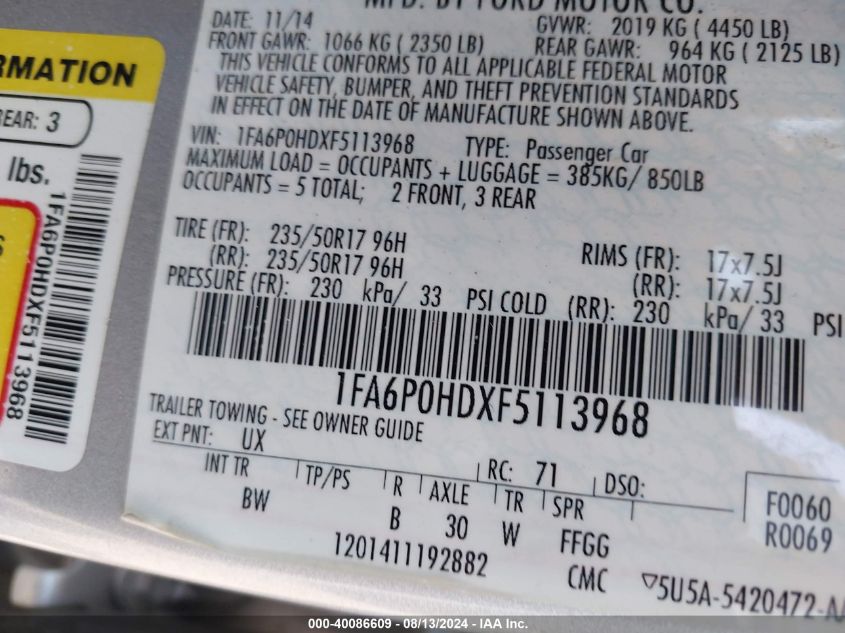 MFD. BY FORD MOTOR CO.
DATE: 11/14 GVWR: 2019 KG ( 4450 LB)
FRONT GAWR: 1066 KG ( 2350 LB) REAR GAWR: 964 KG ( 2125 LB)
THIS VEHICLE CONFORMS TO ALL APPLICABLE FEDERAL MOTOR
VEHICLE SAFETY, BUMPER, AND THEFT PREVENTION STANDARDS
IN EFFECT ON THE DATE OF MANUFACTURE SHOWN ABOVE.
VIN: 1FA6P0HDXF5113968 TYPE: Passenger Car
MAXIMUM LOAD = OCCUPANTS + LUGGAGE = 385KG/ 850LB
OCCUPANTS = 5 TOTAL; 2 FRONT, 3 REAR
TIRE (FR): 235/50R17 96H RIMS (FR): 17x7.5J
(RR): 235/50R17 96H (RR): 17x7.5J
PRESSURE (FR): 230 kPa/ 33 PSI COLD (RR): 230 kPa/ 33 PSI
1FA6P0HDXF5113968
TRAILER TOWING - SEE OWNER GUIDE
EXT PNT: UX RC: 71 DSO:
INT TR TP/PS R AXLE TR SPR F0060
BW B 30 W FFGG R0069
1201411192882 CMC ▽5U5A-5420472-AA
RMATION
REAR: 3
lbs.
1FA6P0HDXF5113968
000-40086609 - 08/13/2024 - IAA Inc.